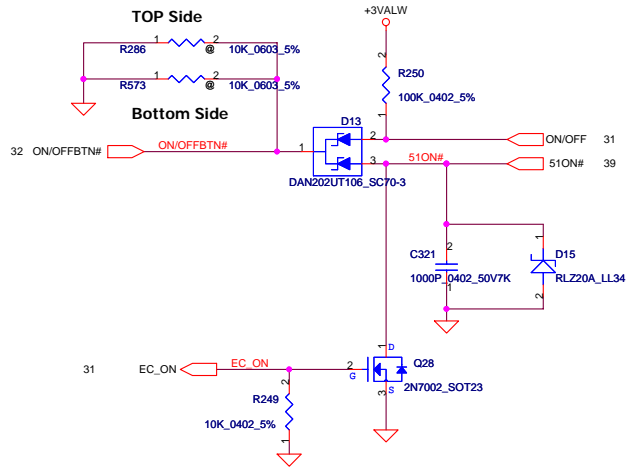 TOP Side
+3VALW
1 2
R286 @ 10K_0603_5%
1 2
R573 @ 10K_0603_5%
2
R250
100K_0402_5%
1
Bottom Side
D13
32 ON/OFFBTN# ON/OFFBTN# 1
2 ON/OFF 31
3 51ON# 51ON# 39
DAN202UT106_SC70-3
C321 2
1000P_0402_50V7K
1
1 D15
RLZ20A_LL34
2
31 EC_ON EC_ON 2 G
1 D
Q28
2N7002_SOT23
3 S
R249 2
10K_0402_5%
1